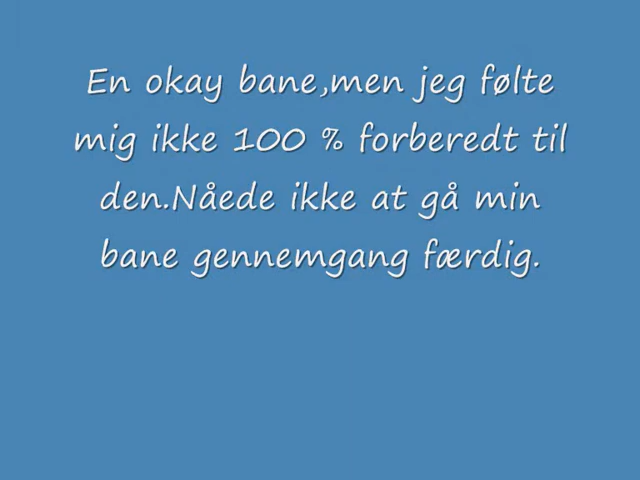 En okay bane,men jeg følte
mig ikke 100 % forberedt til
den.Nåede ikke at gå min
bane gennemgang færdig.